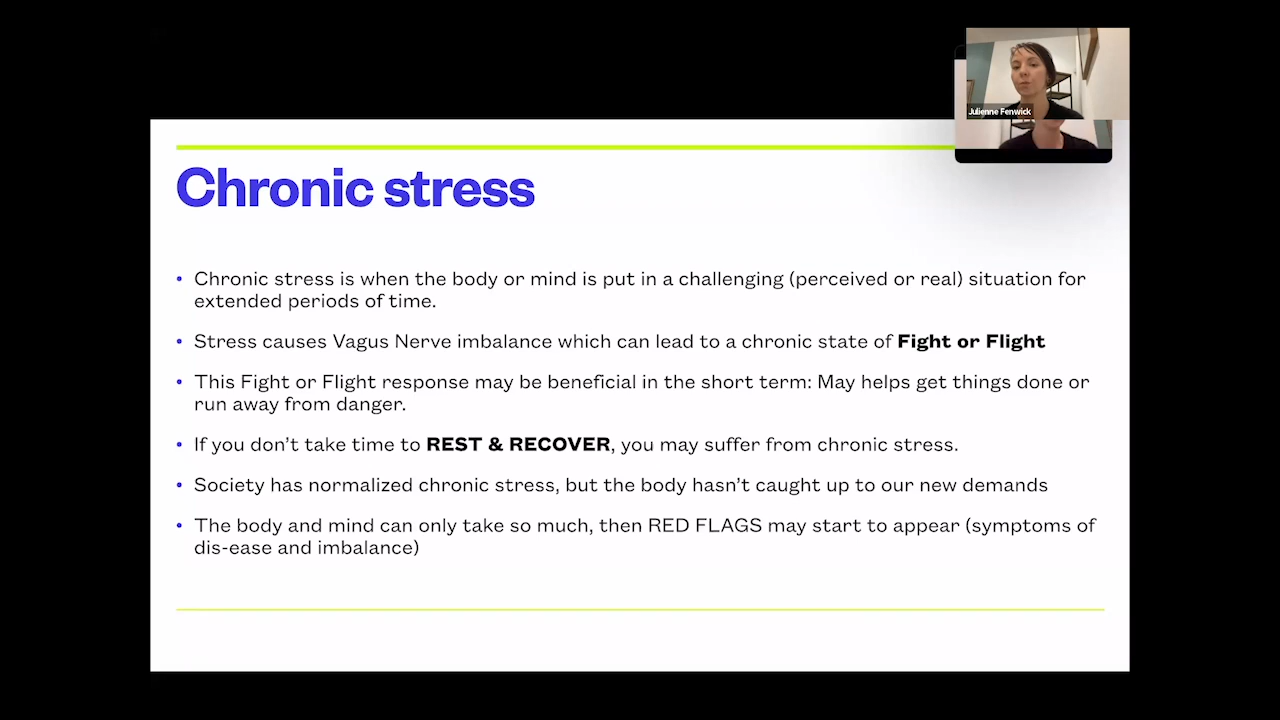 Julienne Fenwick
Chronic stress
• Chronic stress is when the body or mind is put in a challenging (perceived or real) situation for
extended periods of time.
• Stress causes Vagus Nerve imbalance which can lead to a chronic state of Fight or Flight
• This Fight or Flight response may be beneficial in the short term: May helps get things done or
run away from danger.
• If you don’t take time to REST & RECOVER, you may suffer from chronic stress.
• Society has normalized chronic stress, but the body hasn’t caught up to our new demands
• The body and mind can only take so much, then RED FLAGS may start to appear (symptoms of
dis-ease and imbalance)